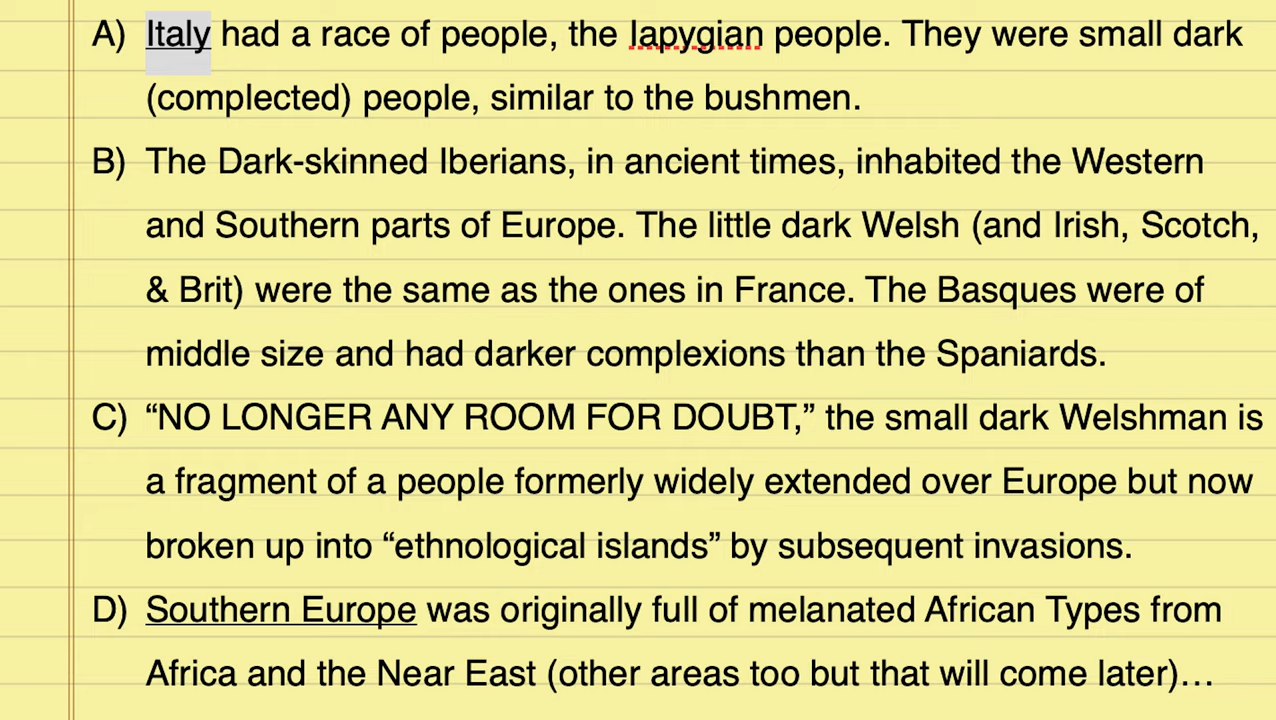 A) Italy had a race of people, the Iapygian people. They were small dark
(complected) people, similar to the bushmen.
B) The Dark-skinned Iberians, in ancient times, inhabited the Western
and Southern parts of Europe. The little dark Welsh (and Irish, Scotch,
& Brit) were the same as the ones in France. The Basques were of
middle size and had darker complexions than the Spaniards.
C) “NO LONGER ANY ROOM FOR DOUBT,” the small dark Welshman is
a fragment of a people formerly widely extended over Europe but now
broken up into “ethnological islands” by subsequent invasions.
D) Southern Europe was originally full of melanated African Types from
Africa and the Near East (other areas too but that will come later)…